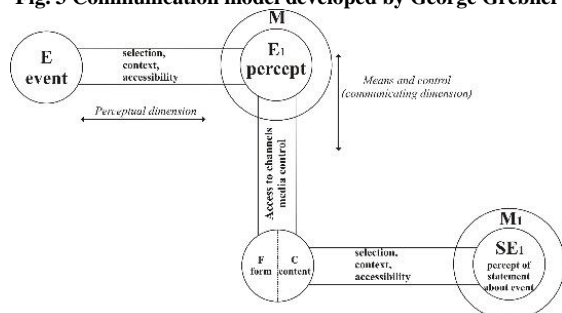 Fig. 3 Communication model developed by George Grebner
M
E
event
selection,
context,
accessibility
E1
percept
Perceptual dimension
Means and control
(communicating dimension)
Access to channels
media control
F
form
C
content
selection,
context,
accessibility
M1
SE1
percept of
statement
about event